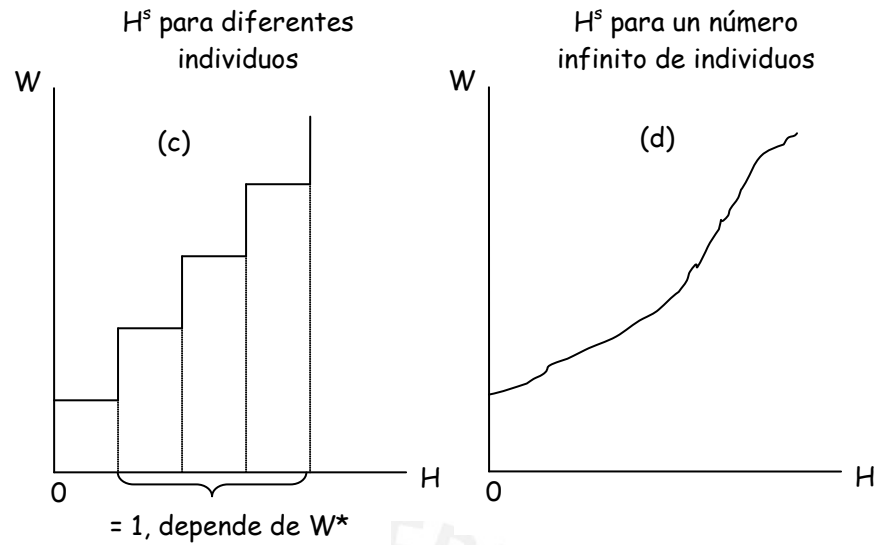 Hˢ para diferentes
individuos
W
(c)
0
H
= 1, depende de W*
Hˢ para un número
infinito de individuos
W
(d)
0
H